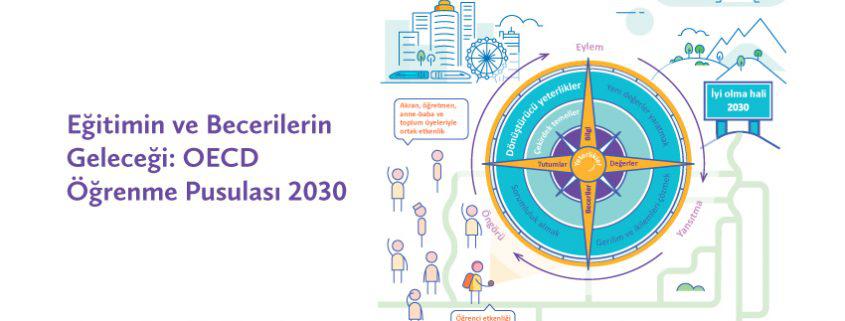 Eğitimin ve Becerilerin
Geleceği: OECD
Öğrenme Pusulası 2030
Eylem
İyi olma hali
2030
Akran, öğretmen,
anne-baba ve
toplum üyeleriyle
ortak etkenlik
Dönüştürücü yeterlikler
Yeni değerler yaratmak
Çekirdek temeller
Bilgi
Tutumlar
Yeterlikler
Değerler
Beceriler
Sorumluluk almak
Gerilim ve ikilemleri çözmek
Öngörü
Yansıtma
Öğrenci etkenliği